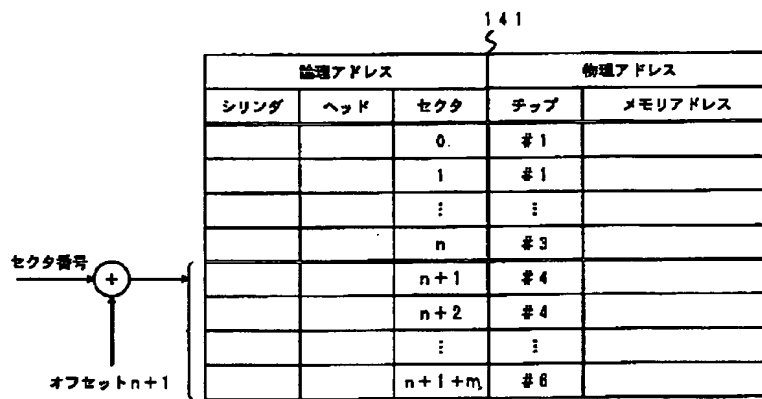 141
論理アドレス 物理アドレス
シリンダ ヘッド セクタ チップ メモリアドレス
0. #1
1 #1
⋮ ⋮
n #3
セクタ番号 + n+1 #4
n+2 #4
⋮ ⋮
オフセットn+1 n+1+m #6